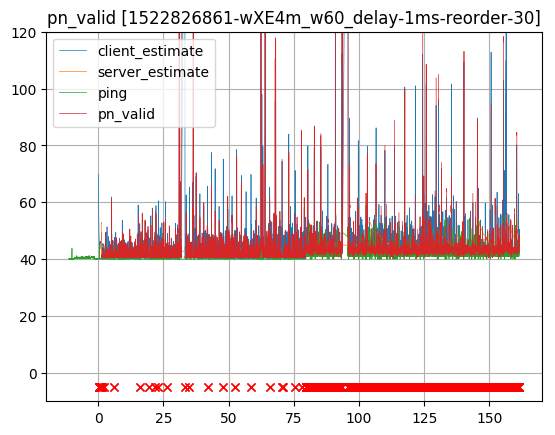 pn_valid [1522826861-wXE4m_w60_delay-1ms-reorder-30]
120
100
80
60
40
20
0
client_estimate
server_estimate
ping
pn_valid
0 25 50 75 100 125 150